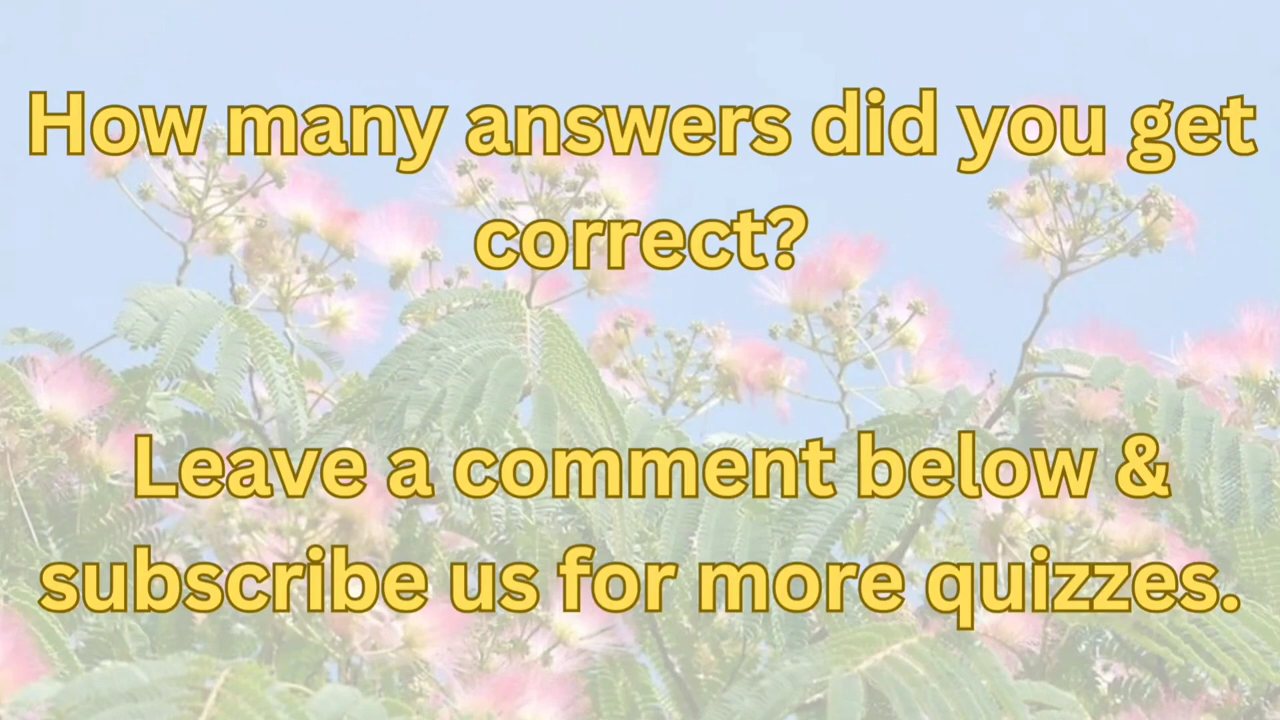 How many answers did you get
correct?
Leave a comment below &
subscribe us for more quizzes.